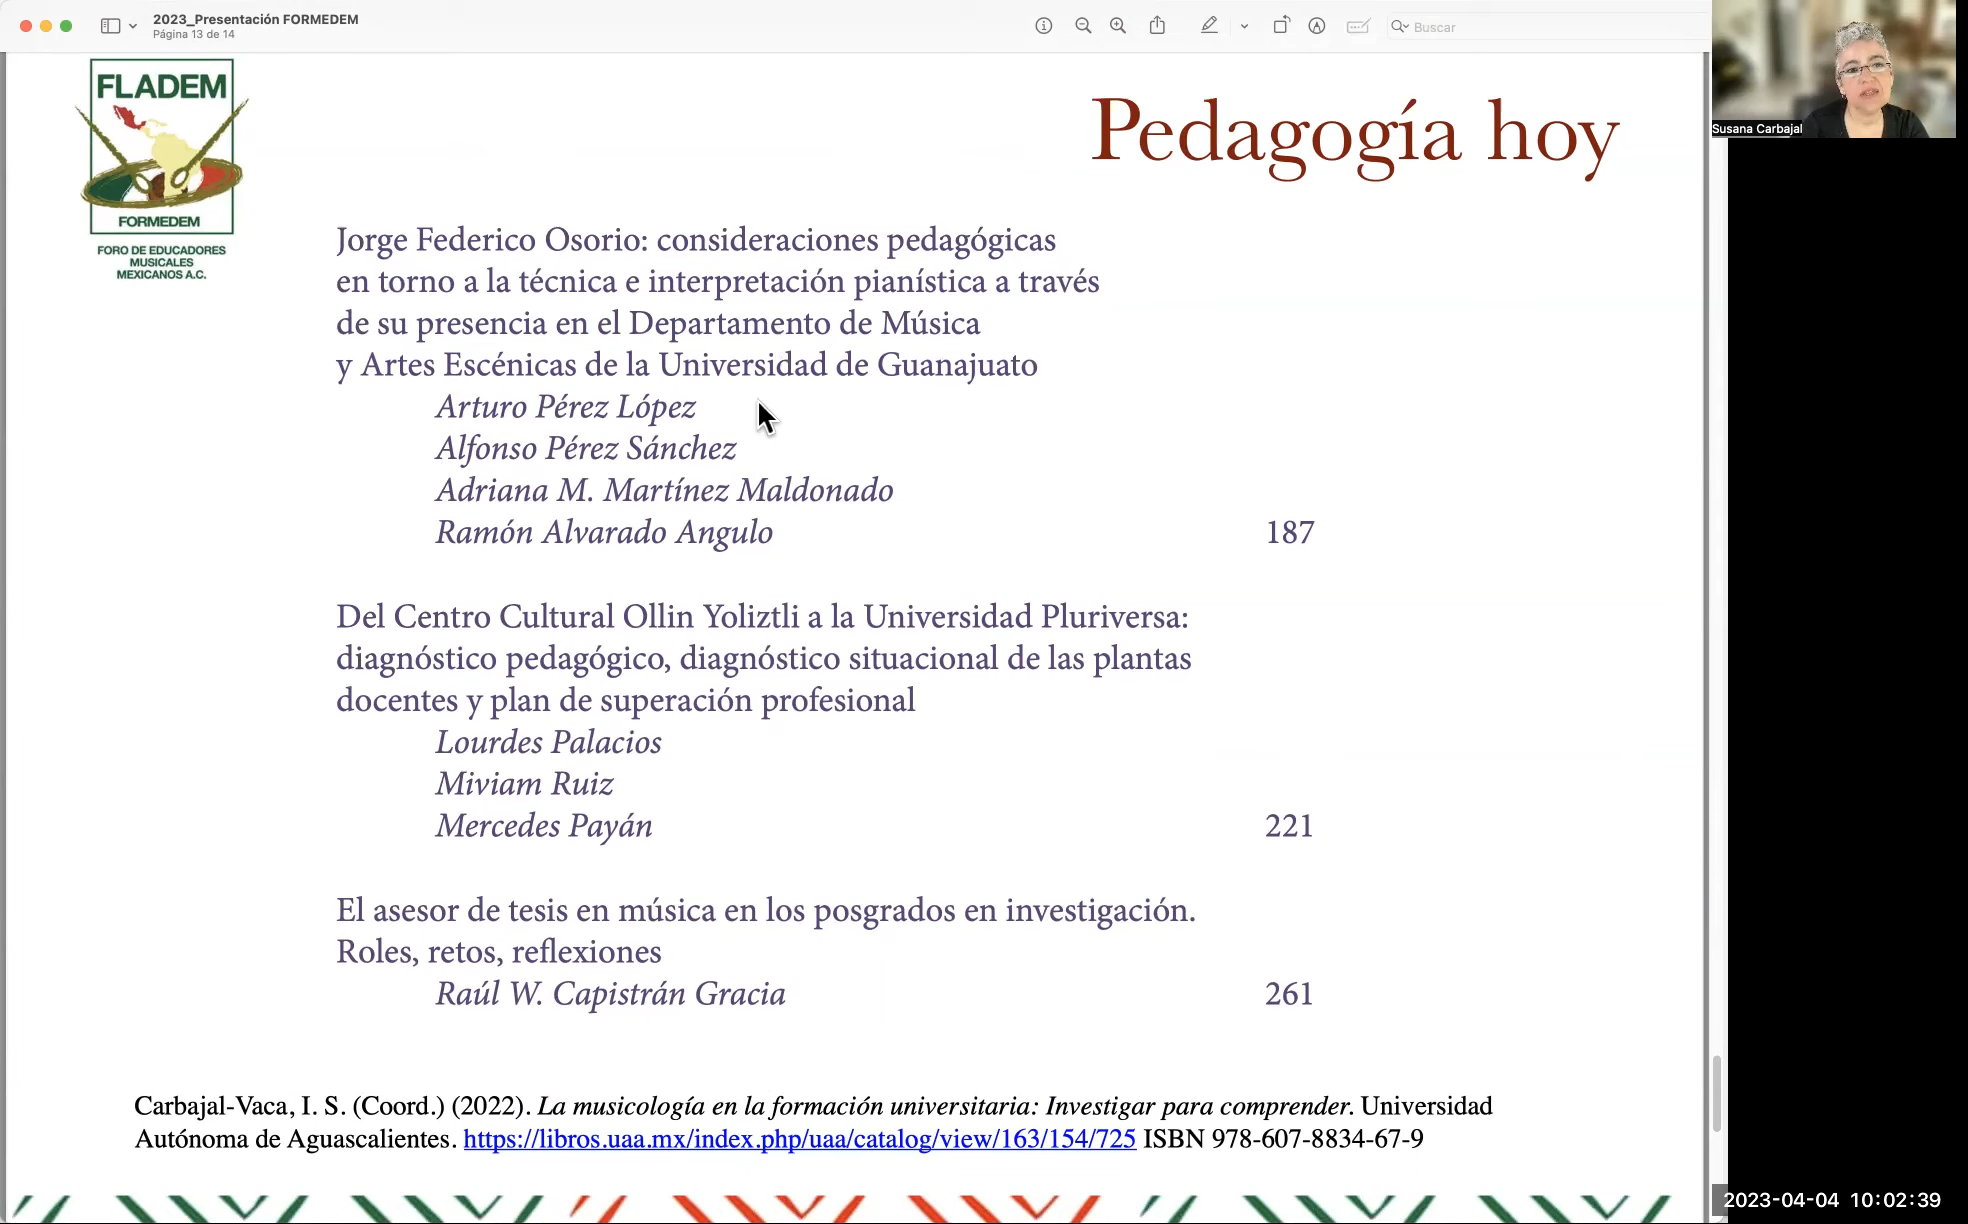 2023_Presentación FORMEDEM
Página 13 de 14
Buscar
Susana Carbajal
FLADEM
FORMEDEM
FORO DE EDUCADORES
MUSICALES
MEXICANOS A.C.
Pedagogía hoy
Jorge Federico Osorio: consideraciones pedagógicas
en torno a la técnica e interpretación pianística a través
de su presencia en el Departamento de Música
y Artes Escénicas de la Universidad de Guanajuato
Arturo Pérez López
Alfonso Pérez Sánchez
Adriana M. Martínez Maldonado
Ramón Alvarado Angulo 187
Del Centro Cultural Ollin Yoliztli a la Universidad Pluriversa:
diagnóstico pedagógico, diagnóstico situacional de las plantas
docentes y plan de superación profesional
Lourdes Palacios
Miviam Ruiz
Mercedes Payán 221
El asesor de tesis en música en los posgrados en investigación.
Roles, retos, reflexiones
Raúl W. Capistrán Gracia 261
Carbajal-Vaca, I. S. (Coord.) (2022). La musicología en la formación universitaria: Investigar para comprender. Universidad
Autónoma de Aguascalientes. https://libros.uaa.mx/index.php/uaa/catalog/view/163/154/725 ISBN 978-607-8834-67-9
2023-04-04 10:02:39